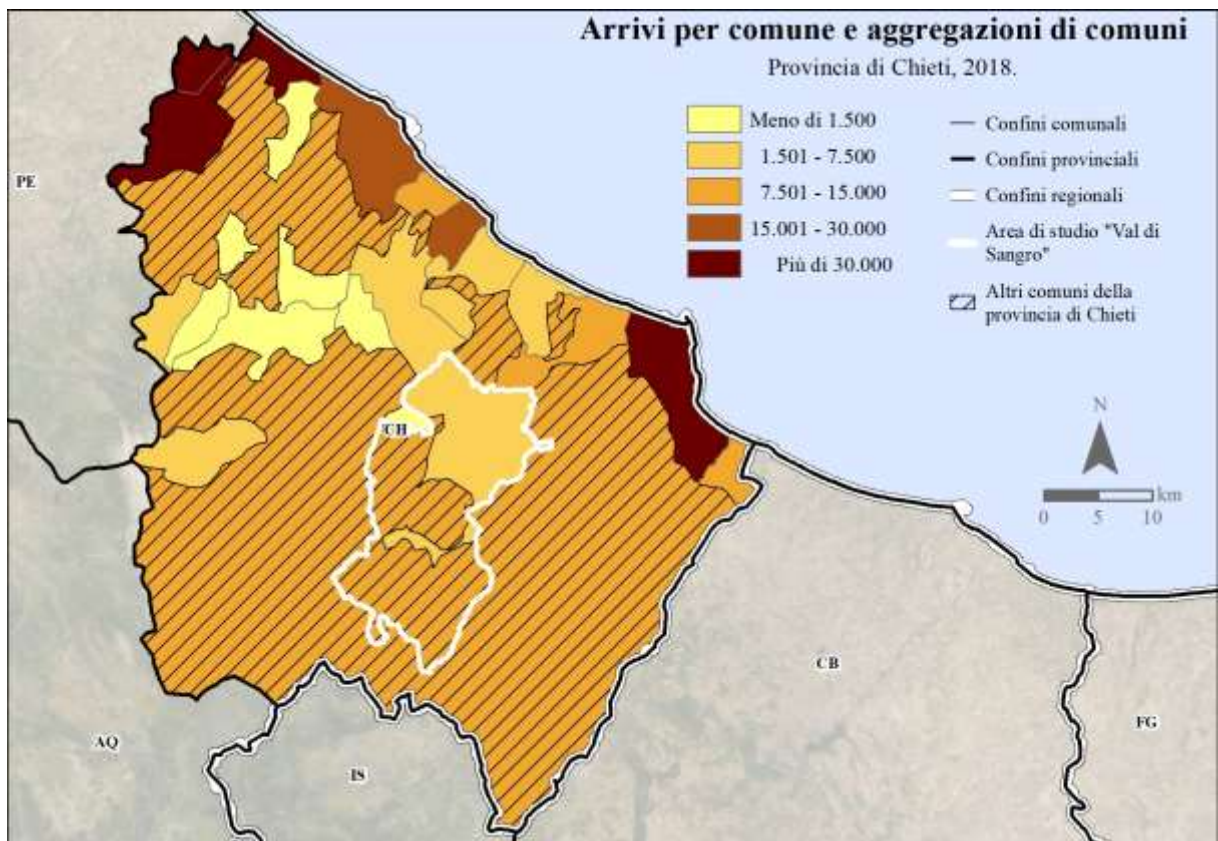 Arrivi per comune e aggregazioni di comuni
Provincia di Chieti, 2018.
Meno di 1.500
1.501 - 7.500
7.501 - 15.000
15.001 - 30.000
Più di 30.000
Confini comunali
Confini provinciali
Confini regionali
Area di studio "Val di
Sangro"
Altri comuni della
provincia di Chieti
PE
CH
N
km
0 5 10
CB
FG
AQ
IS